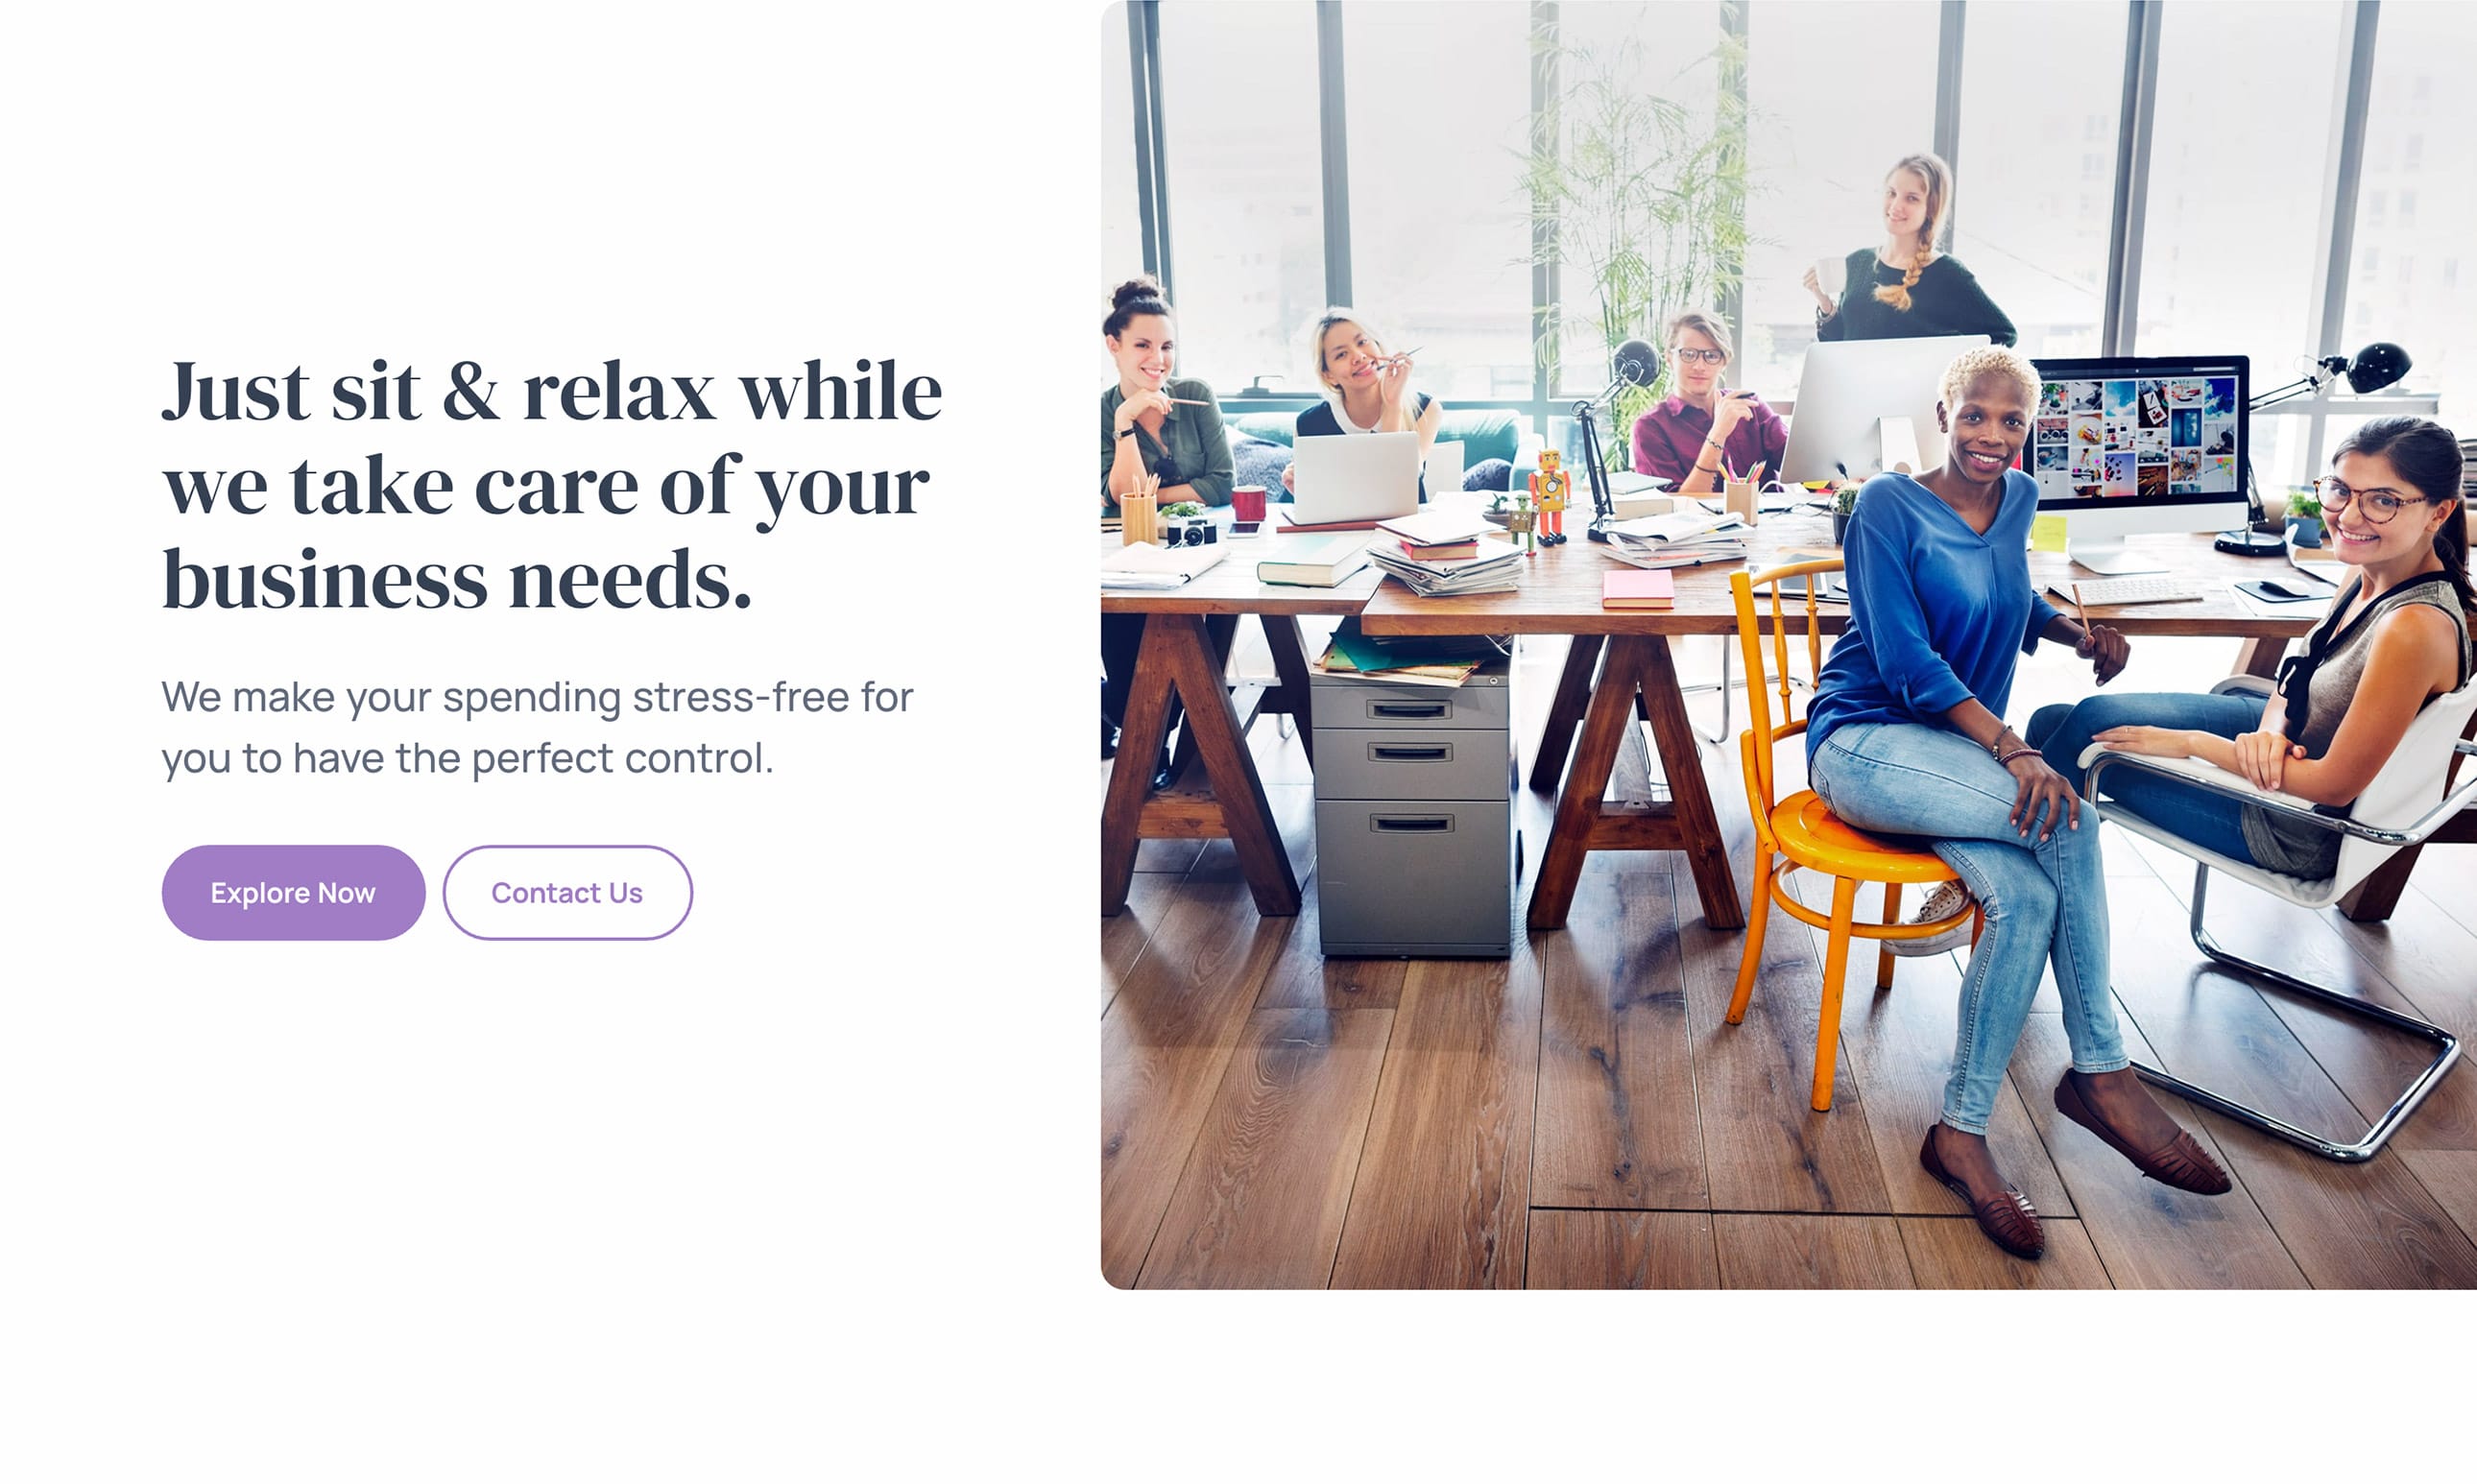 Just sit & relax while
we take care of your
business needs.
We make your spending stress-free for
you to have the perfect control.
Explore Now
Contact Us